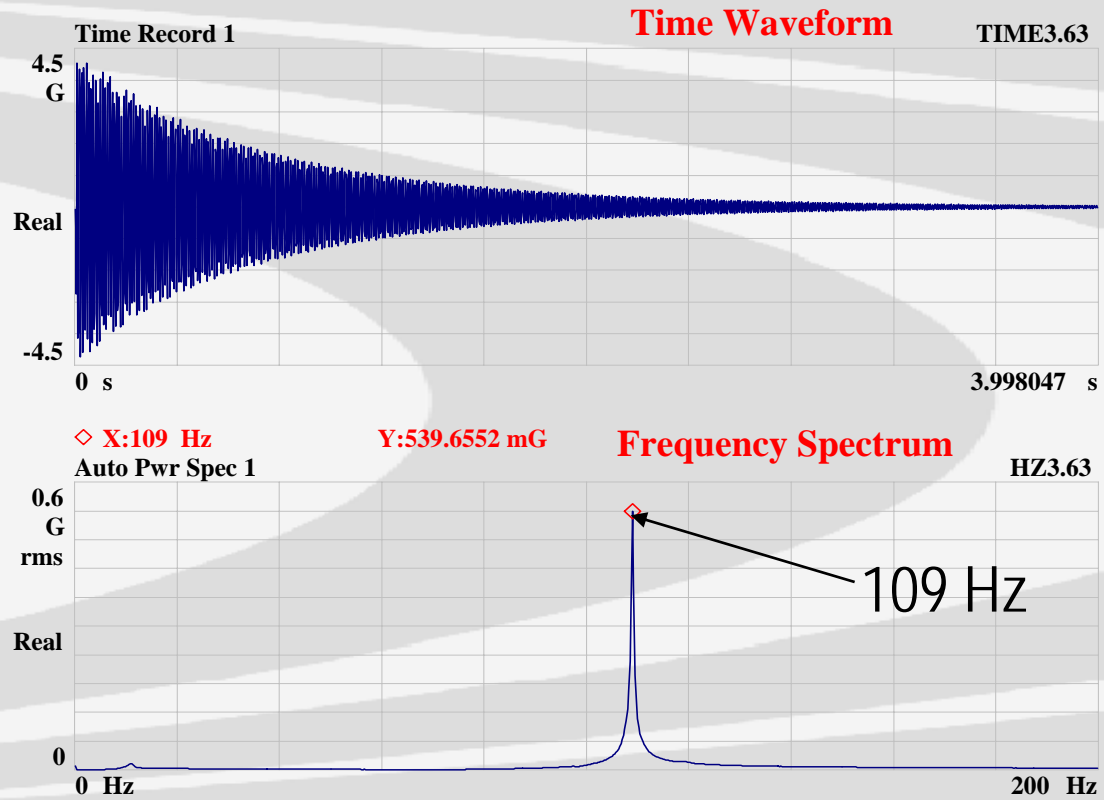 Time Waveform
Time Record 1
TIME3.63
4.5
G
Real
-4.5
0 s
3.998047 s
X:109 Hz
Y:539.6552 mG
Frequency Spectrum
Auto Pwr Spec 1
HZ3.63
0.6
G
rms
109 Hz
Real
0
0 Hz
200 Hz